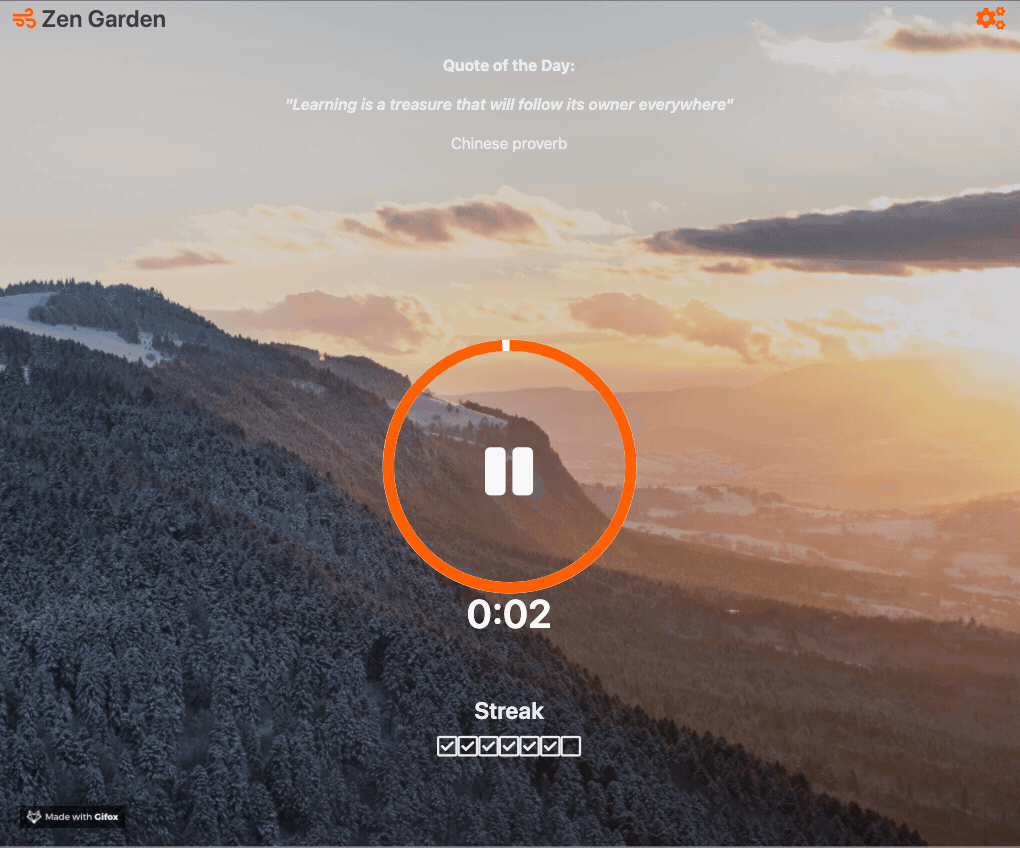 Zen Garden
Quote of the Day:
"Learning is a treasure that will follow its owner everywhere"
Chinese proverb
0:02
Streak
Made with Gifox